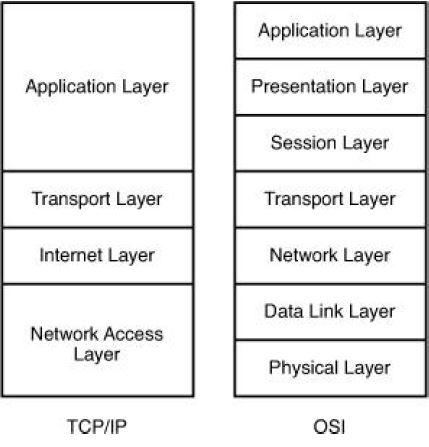 Application Layer
Transport Layer
Internet Layer
Network Access
Layer
TCP/IP
Application Layer
Presentation Layer
Session Layer
Transport Layer
Network Layer
Data Link Layer
Physical Layer
OSI